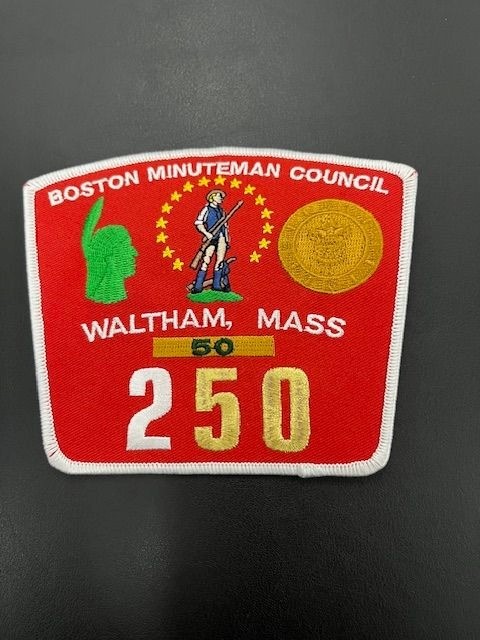 BOSTON MINUTEMAN COUNCIL
WALTHAM, MASS
50
250